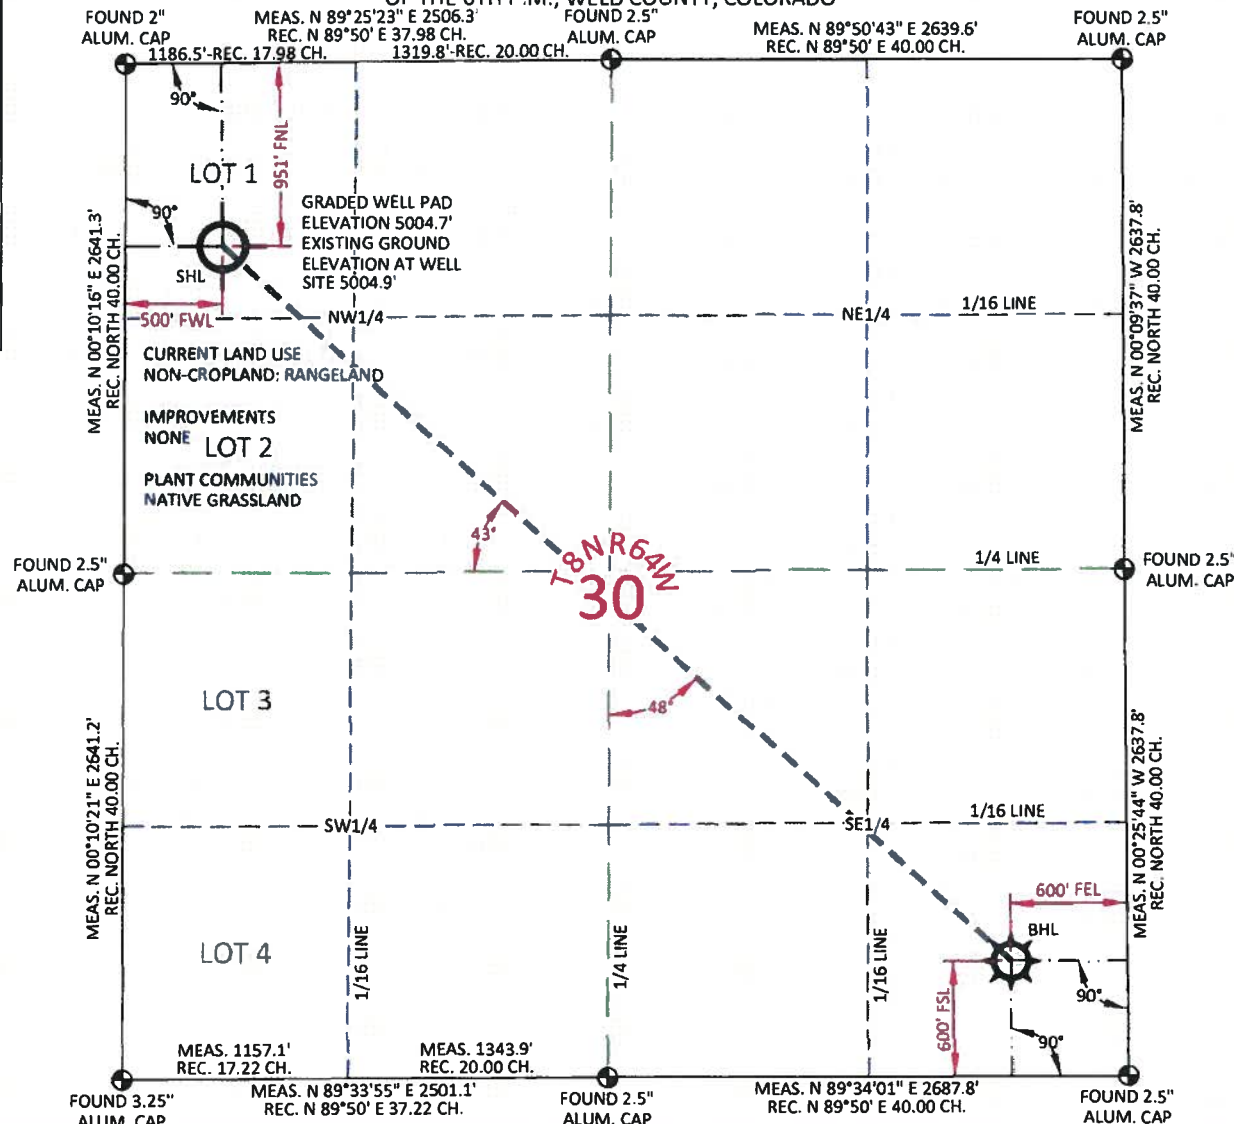 OF THE 6TH P.M., WELD COUNTY, COLORADO
FOUND 2"
ALUM. CAP
MEAS. N 89°25'23" E 2506.3'
REC. N 89°50' E 37.98 CH.
1186.5'-REC. 17.98 CH.
1319.8'-REC. 20.00 CH.
FOUND 2.5"
ALUM. CAP
MEAS. N 89°50'43" E 2639.6'
REC. N 89°50' E 40.00 CH.
FOUND 2.5"
ALUM. CAP
90°
951' FNL
LOT 1
90°
SHL
GRADED WELL PAD
ELEVATION 5004.7'
EXISTING GROUND
ELEVATION AT WELL
SITE 5004.9'
MEAS. N 00°10'16" E 2641.3'
REC. NORTH 40.00 CH.
MEAS. N 00°09'37" W 2637.8'
REC. NORTH 40.00 CH.
500' FWL
NW1/4
NE1/4
1/16 LINE
CURRENT LAND USE
NON-CROPLAND: RANGELAND
IMPROVEMENTS
NONE
LOT 2
PLANT COMMUNITIES
NATIVE GRASSLAND
43°
T8N R64W
30
FOUND 2.5"
ALUM. CAP
1/4 LINE
FOUND 2.5"
ALUM. CAP
LOT 3
48°
MEAS. N 00°10'21" E 2641.2'
REC. NORTH 40.00 CH.
MEAS. N 00°25'44" W 2637.8'
REC. NORTH 40.00 CH.
SW1/4
SE1/4
1/16 LINE
600' FEL
BHL
LOT 4
1/16 LINE
1/4 LINE
1/16 LINE
600' FSL
90°
90°
MEAS. 1157.1'
REC. 17.22 CH.
MEAS. 1343.9'
REC. 20.00 CH.
FOUND 3.25"
ALUM. CAP
MEAS. N 89°33'55" E 2501.1'
REC. N 89°50' E 37.22 CH.
FOUND 2.5"
ALUM. CAP
MEAS. N 89°34'01" E 2687.8'
REC. N 89°50' E 40.00 CH.
FOUND 2.5"
ALUM. CAP